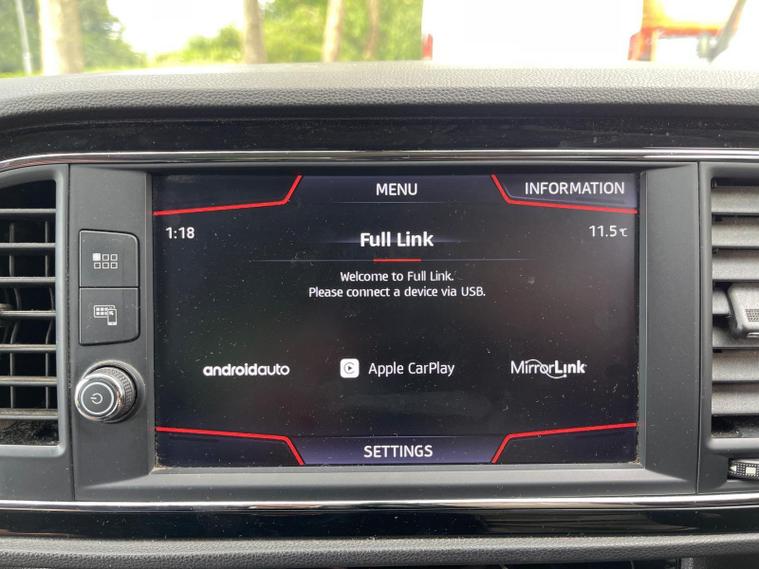 MENU
INFORMATION
1:18
Full Link
11.5°C
Welcome to Full Link.
Please connect a device via USB.
androidauto
Apple CarPlay
MirrorLink
SETTINGS